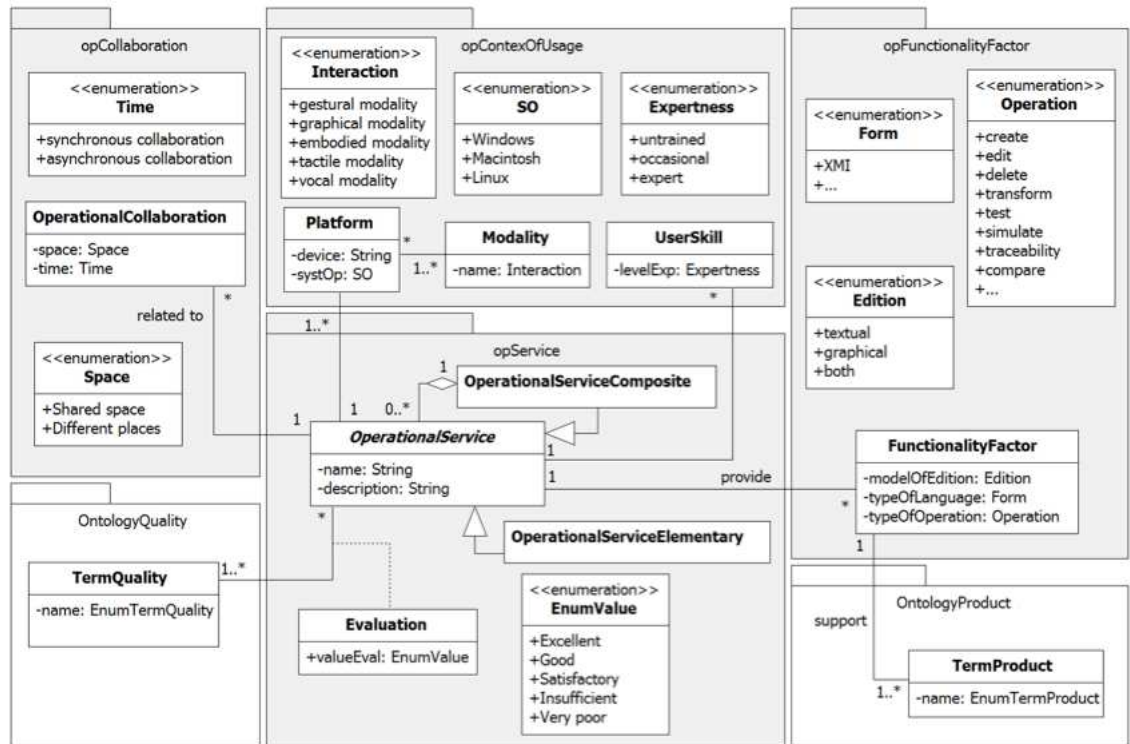 opCollaboration
<<enumeration>>
Time
+synchronous collaboration
+asynchronous collaboration
OperationalCollaboration
-space: Space
-time: Time
*
related to
<<enumeration>>
Space
+Shared space
+Different places
1
opContexOfUsage
<<enumeration>>
Interaction
+gestural modality
+graphical modality
+embodied modality
+tactile modality
+vocal modality
<<enumeration>>
SO
+Windows
+Macintosh
+Linux
<<enumeration>>
Expertness
+untrained
+occasional
+expert
Platform
-device: String
-systOp: SO
*
1..*
Modality
-name: Interaction
UserSkill
-levelExp: Expertness
*
1..*
opFunctionalityFactor
<<enumeration>>
Form
+XMI
+...
<<enumeration>>
Operation
+create
+edit
+delete
+transform
+test
+simulate
+traceability
+compare
+...
<<enumeration>>
Edition
+textual
+graphical
+both
FunctionalityFactor
-modelOfEdition: Edition
-typeOfLanguage: Form
-typeOfOperation: Operation
provide
*
1
opService
1
OperationalServiceComposite
1
0..*
OperationalService
-name: String
-description: String
1
1
*
OperationalServiceElementary
<<enumeration>>
EnumValue
+Excellent
+Good
+Satisfactory
+Insufficient
+Very poor
Evaluation
+valueEval: EnumValue
OntologyQuality
TermQuality
-name: EnumTermQuality
1..*
OntologyProduct
support
TermProduct
-name: EnumTermProduct
1..*